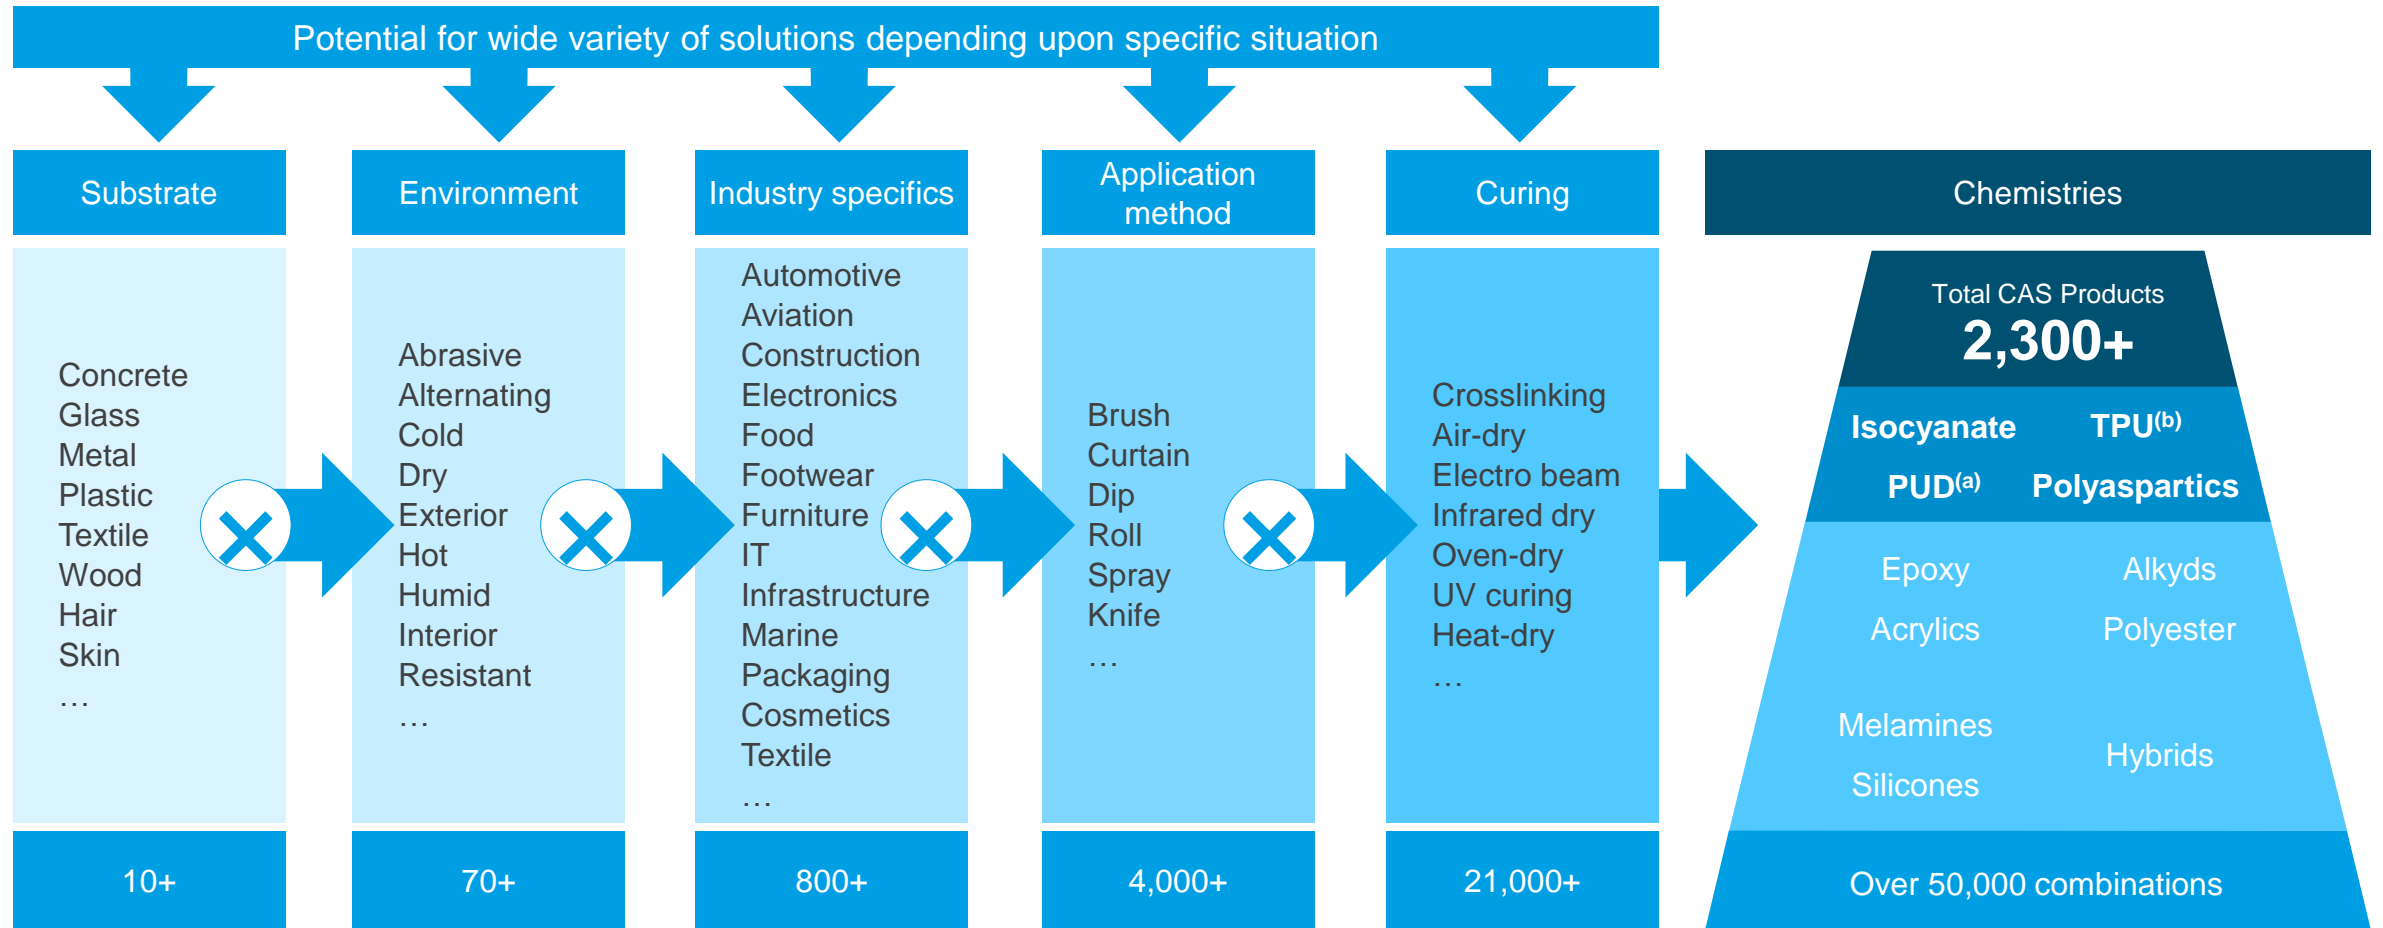 Potential for wide variety of solutions depending upon specific situation
Substrate
Concrete
Glass
Metal
Plastic
Textile
Wood
Hair
Skin
…
10+
Environment
Abrasive
Alternating
Cold
Dry
Exterior
Hot
Humid
Interior
Resistant
…
70+
Industry specifics
Automotive
Aviation
Construction
Electronics
Food
Footwear
Furniture
IT
Infrastructure
Marine
Packaging
Cosmetics
Textile
…
800+
Application
method
Brush
Curtain
Dip
Roll
Spray
Knife
…
4,000+
Curing
Crosslinking
Air-dry
Electro beam
Infrared dry
Oven-dry
UV curing
Heat-dry
…
21,000+
Chemistries
Total CAS Products
2,300+
Isocyanate TPU(b)
PUD(a) Polyaspartics
Epoxy Alkyds
Acrylics Polyester
Melamines
Hybrids
Silicones
Over 50,000 combinations